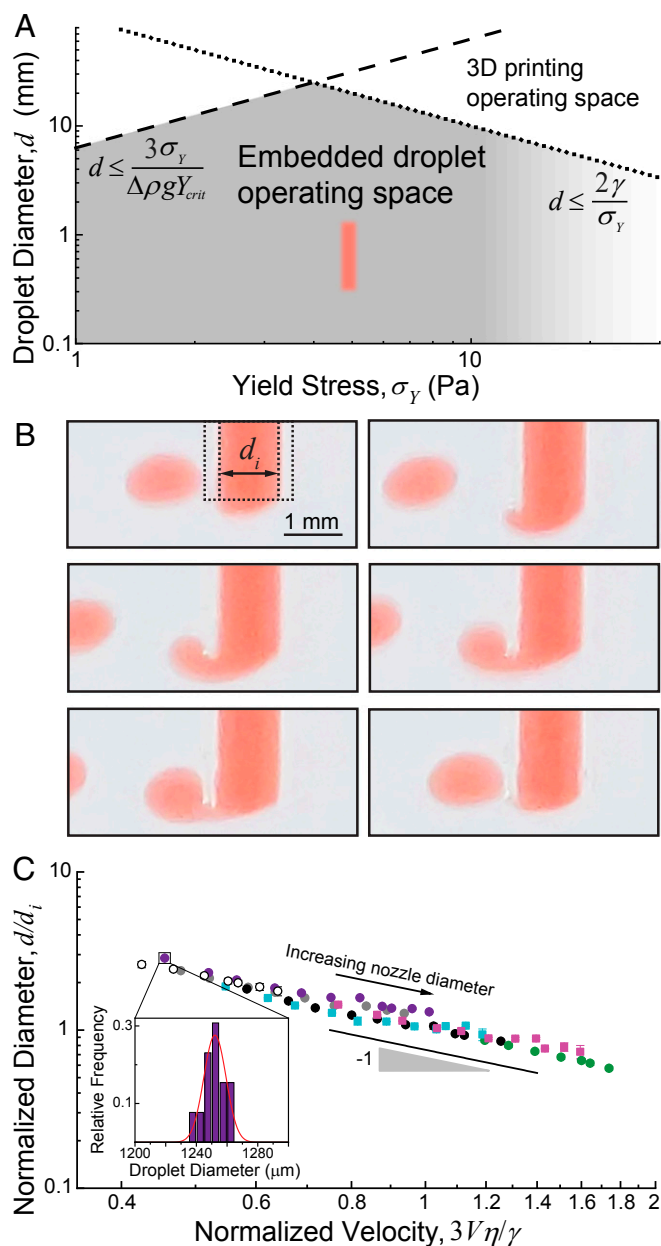 A
Droplet Diameter, d (mm)
10
1
0.1
3D printing
operating space
Embedded droplet
operating space
d ≤ 3σ_Y / ΔρgY_crit
d ≤ 2γ / σ_Y
1
10
Yield Stress, σ_Y (Pa)
B
d_i
1 mm
C
Normalized Diameter, d/d_i
10
1
0.1
Increasing nozzle diameter
-1
Relative Frequency
0.3
0.1
1200
1240
1280
Droplet Diameter (μm)
0.4
0.6
0.8
1
1.2
1.4
1.6
1.8
2
Normalized Velocity, 3Vη/γ